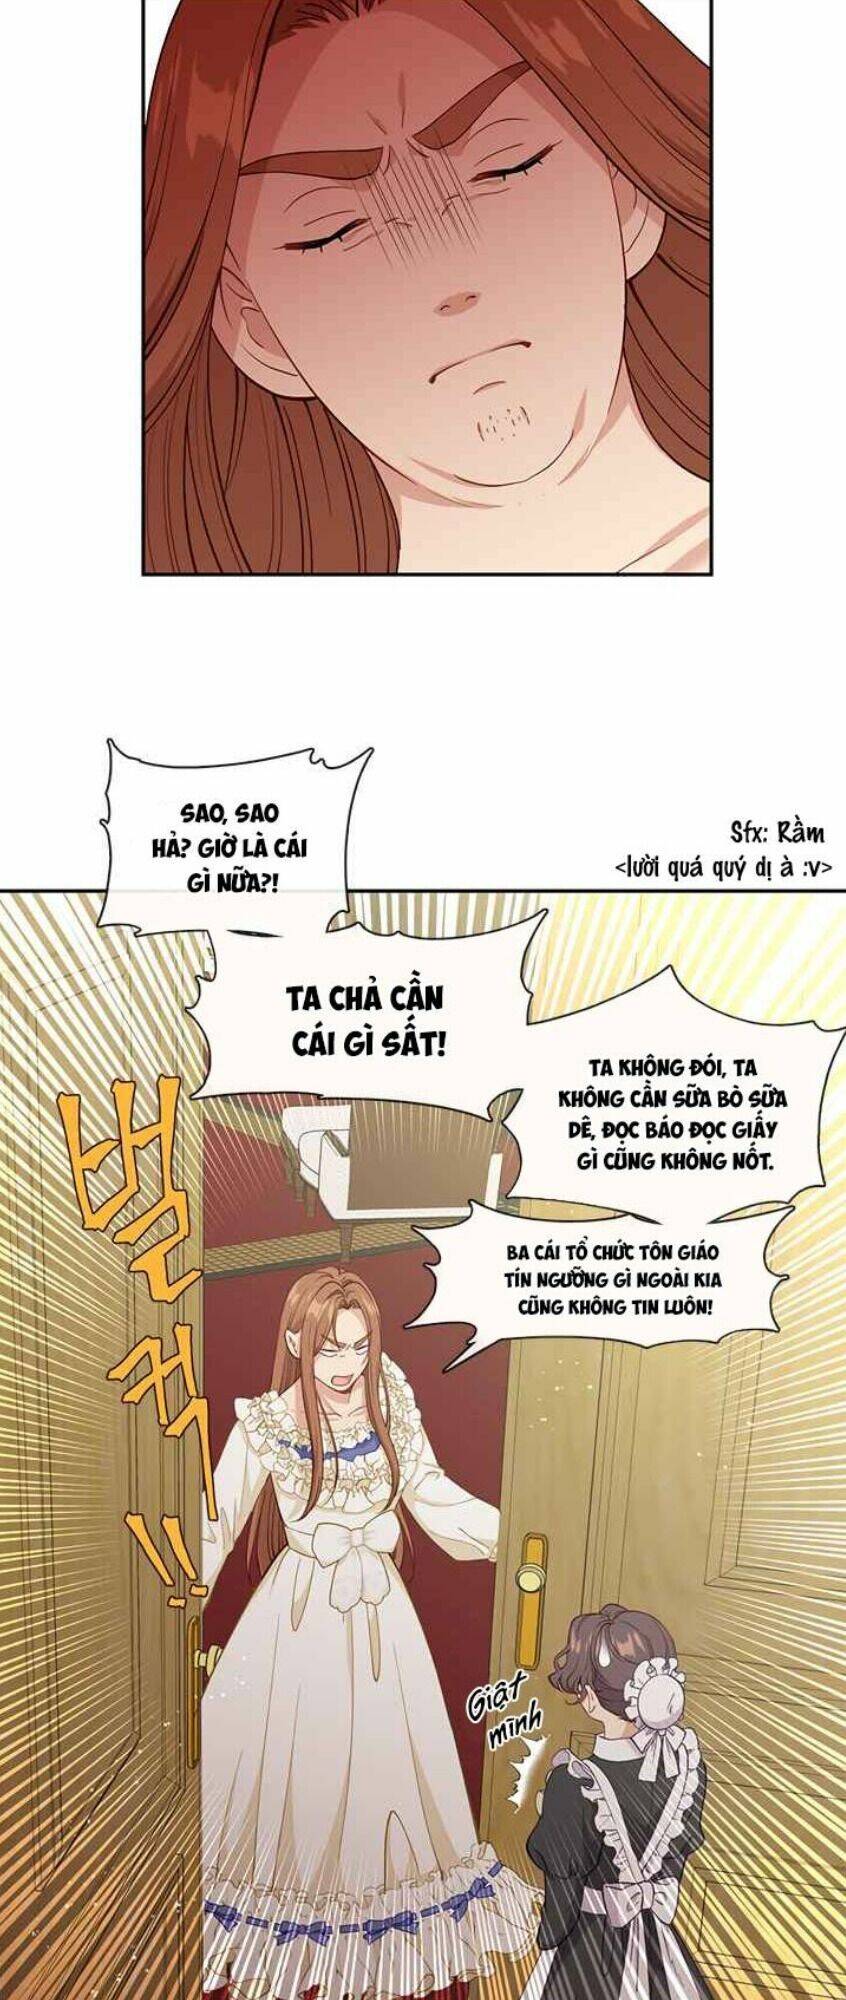 SAO, SAO
HẢ? GIỜ LÀ CÁI
GÌ NỮA?!
Sfx: Rầm
<lười quá quý dị à :v>
TA CHẢ CẦN
CÁI GÌ SẤT!
TA KHÔNG ĐÓI, TA
KHÔNG CẦN SỮA BÒ SỮA
DÊ, ĐỌC BÁO ĐỌC GIẤY
GÌ CŨNG KHÔNG NỐT.
벌컥!!
BA CÁI TỔ CHỨC TÔN GIÁO
TÍN NGƯỠNG GÌ NGOÀI KIA
CŨNG KHÔNG TIN LUÔN!
Giật
mình